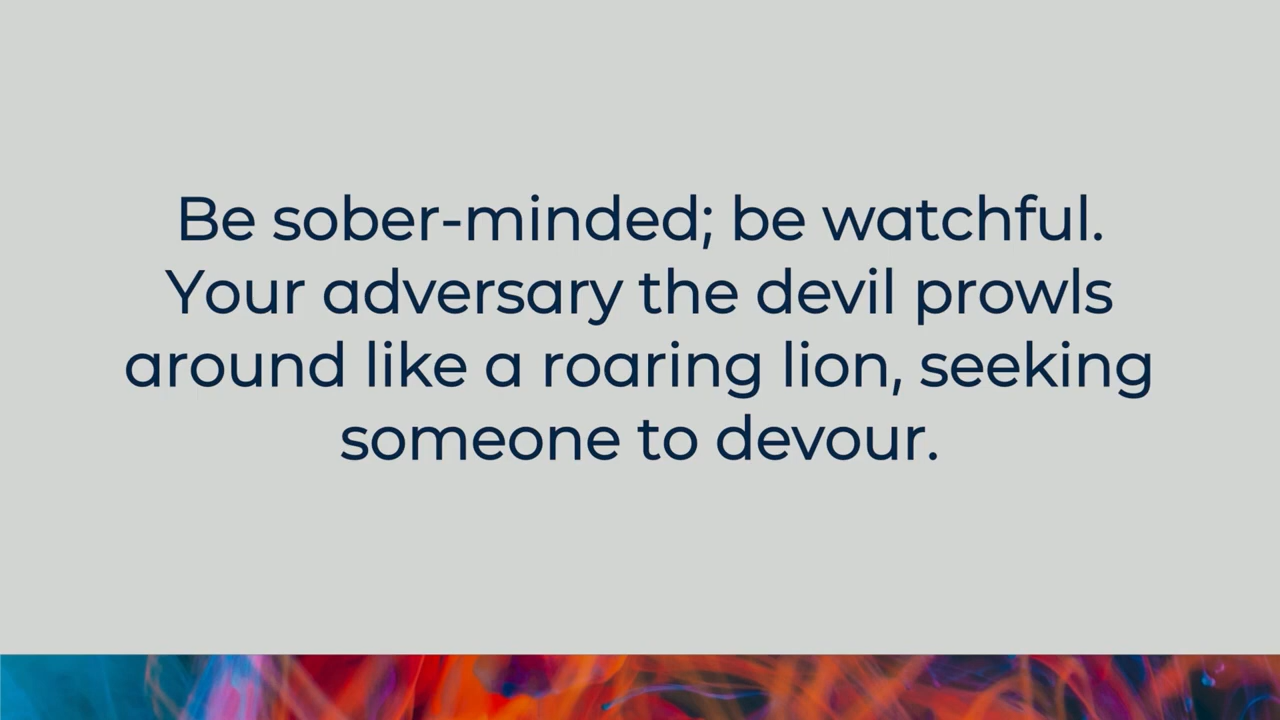 Be sober-minded; be watchful.
Your adversary the devil prowls
around like a roaring lion, seeking
someone to devour.